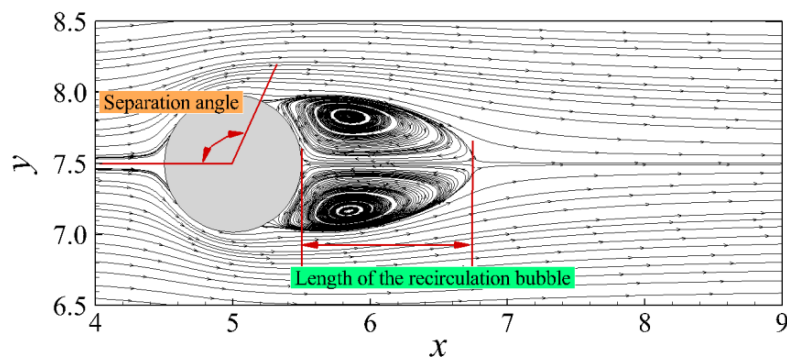 8.5
8.0
Separation angle
y
7.5
7.0
Length of the recirculation bubble
6.5
4
5
6
7
8
9
x